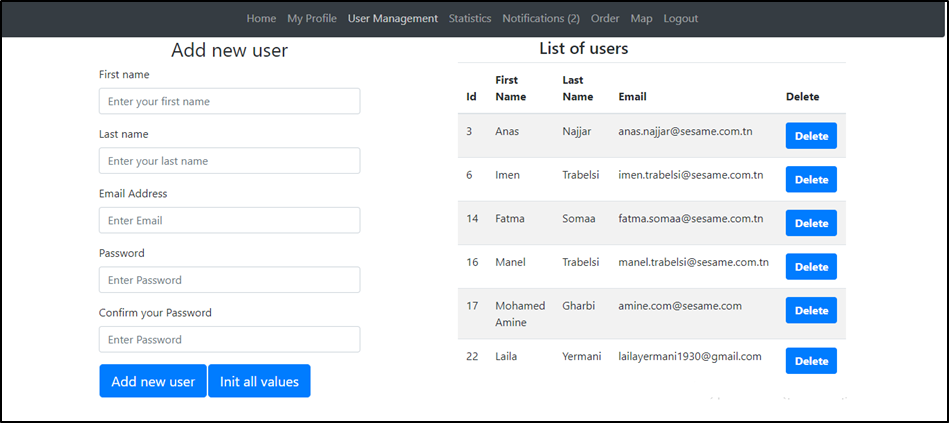 Home My Profile User Management Statistics Notifications (2) Order Map Logout
Add new user
First name
Enter your first name
Last name
Enter your last name
Email Address
Enter Email
Password
Enter Password
Confirm your Password
Enter Password
Add new user Init all values
List of users
Id First Name Last Name Email Delete
3 Anas Najjar anas.najjar@sesame.com.tn Delete
6 Imen Trabelsi imen.trabelsi@sesame.com.tn Delete
14 Fatma Somaa fatma.somaa@sesame.com.tn Delete
16 Manel Trabelsi manel.trabelsi@sesame.com.tn Delete
17 Mohamed Amine Gharbi amine.com@sesame.com Delete
22 Laila Yermani lailayermani1930@gmail.com Delete